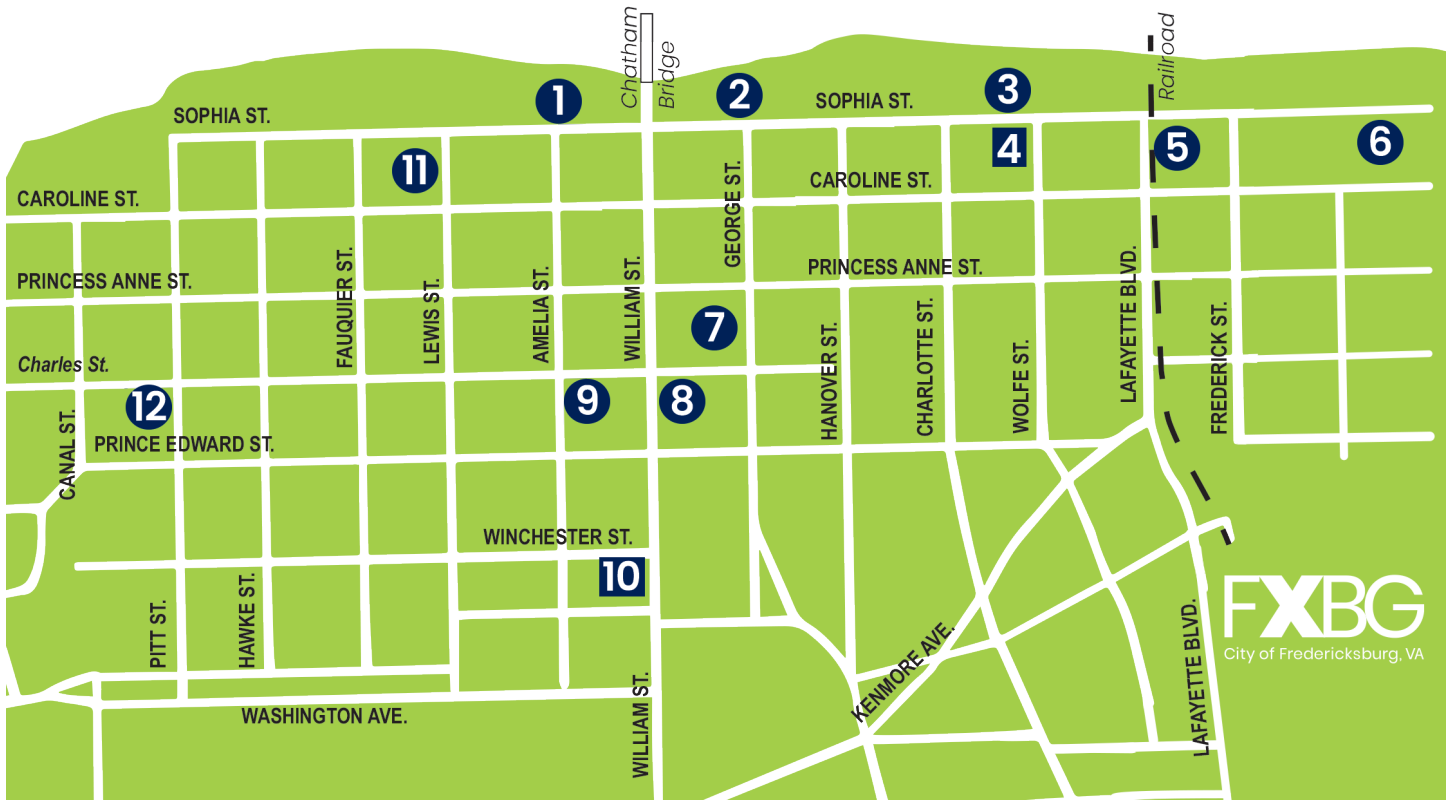 Chatham
Bridge
Railroad
1
2
3
SOPHIA ST.
SOPHIA ST.
4
5
6
11
CAROLINE ST.
CAROLINE ST.
GEORGE ST.
PRINCESS ANNE ST.
PRINCESS ANNE ST.
FAUQUIER ST.
LEWIS ST.
AMELIA ST.
WILLIAM ST.
LAFAYETTE BLVD.
7
HANOVER ST.
CHARLOTTE ST.
WOLFE ST.
FREDERICK ST.
Charles St.
12
9
8
CANAL ST.
PRINCE EDWARD ST.
WINCHESTER ST.
10
PITT ST.
HAWKE ST.
FXBG
City of Fredericksburg, VA
KENMORE AVE.
LAFAYETTE BLVD.
WASHINGTON AVE.
WILLIAM ST.